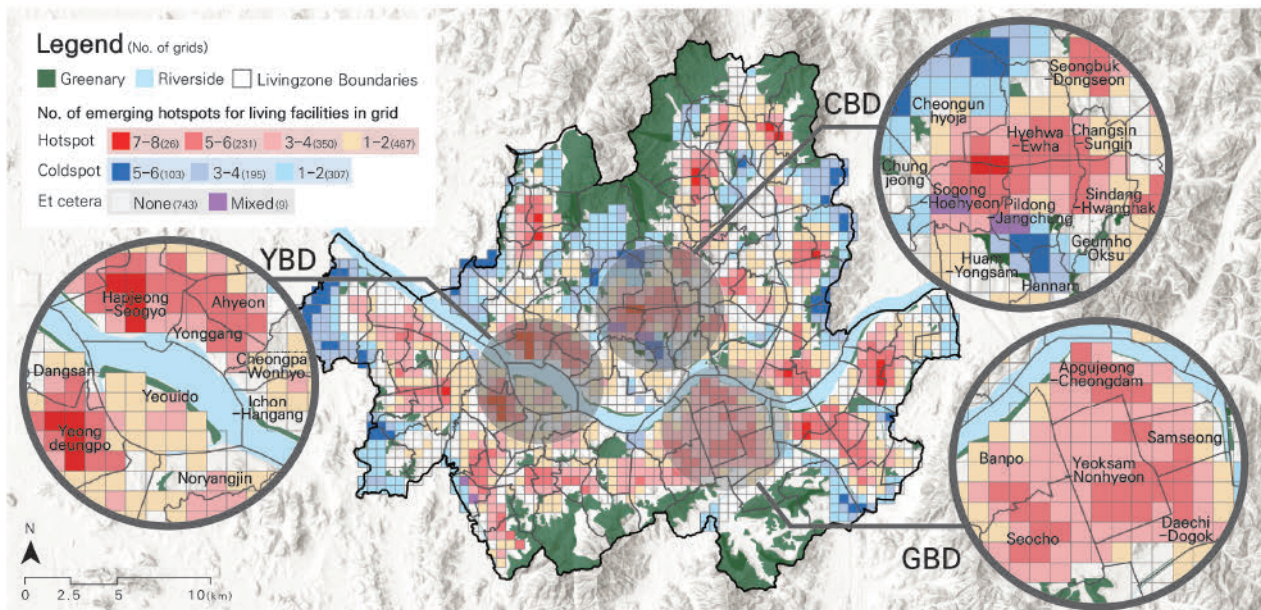 Legend (No. of grids)
Greenary Riverside Livingzone Boundaries
No. of emerging hotspots for living facilities in grid
Hotspot 7–8(26) 5–6(231) 3–4(350) 1–2(467)
Coldspot 5–6(103) 3–4(195) 1–2(307)
Et cetera None(743) Mixed(9)
CBD
Seongbuk
-Dongseon
Cheongun
hyoja
Hyehwa
-Ewha
Changsin
-Sungin
Chung
jeong
Sogong
-Hoehyeon
Pildong
-Jangchung
Sindang
-Hwanghak
Huam
-Yongsam
Geumho
-Oksu
Hannam
YBD
Hapjeong
-Seogyo
Ahyeon
Yonggang
Cheongpa
-Wonhyo
Dangsan
Yeouido
Ichon
-Hangang
Yeong
deungpo
Noryangjin
Apgujeong
-Cheongdam
Samseong
Banpo
Yeoksam
Nonhyeon
Seocho
Daechi
-Dogok
GBD
N
0 2.5 5 10(km)